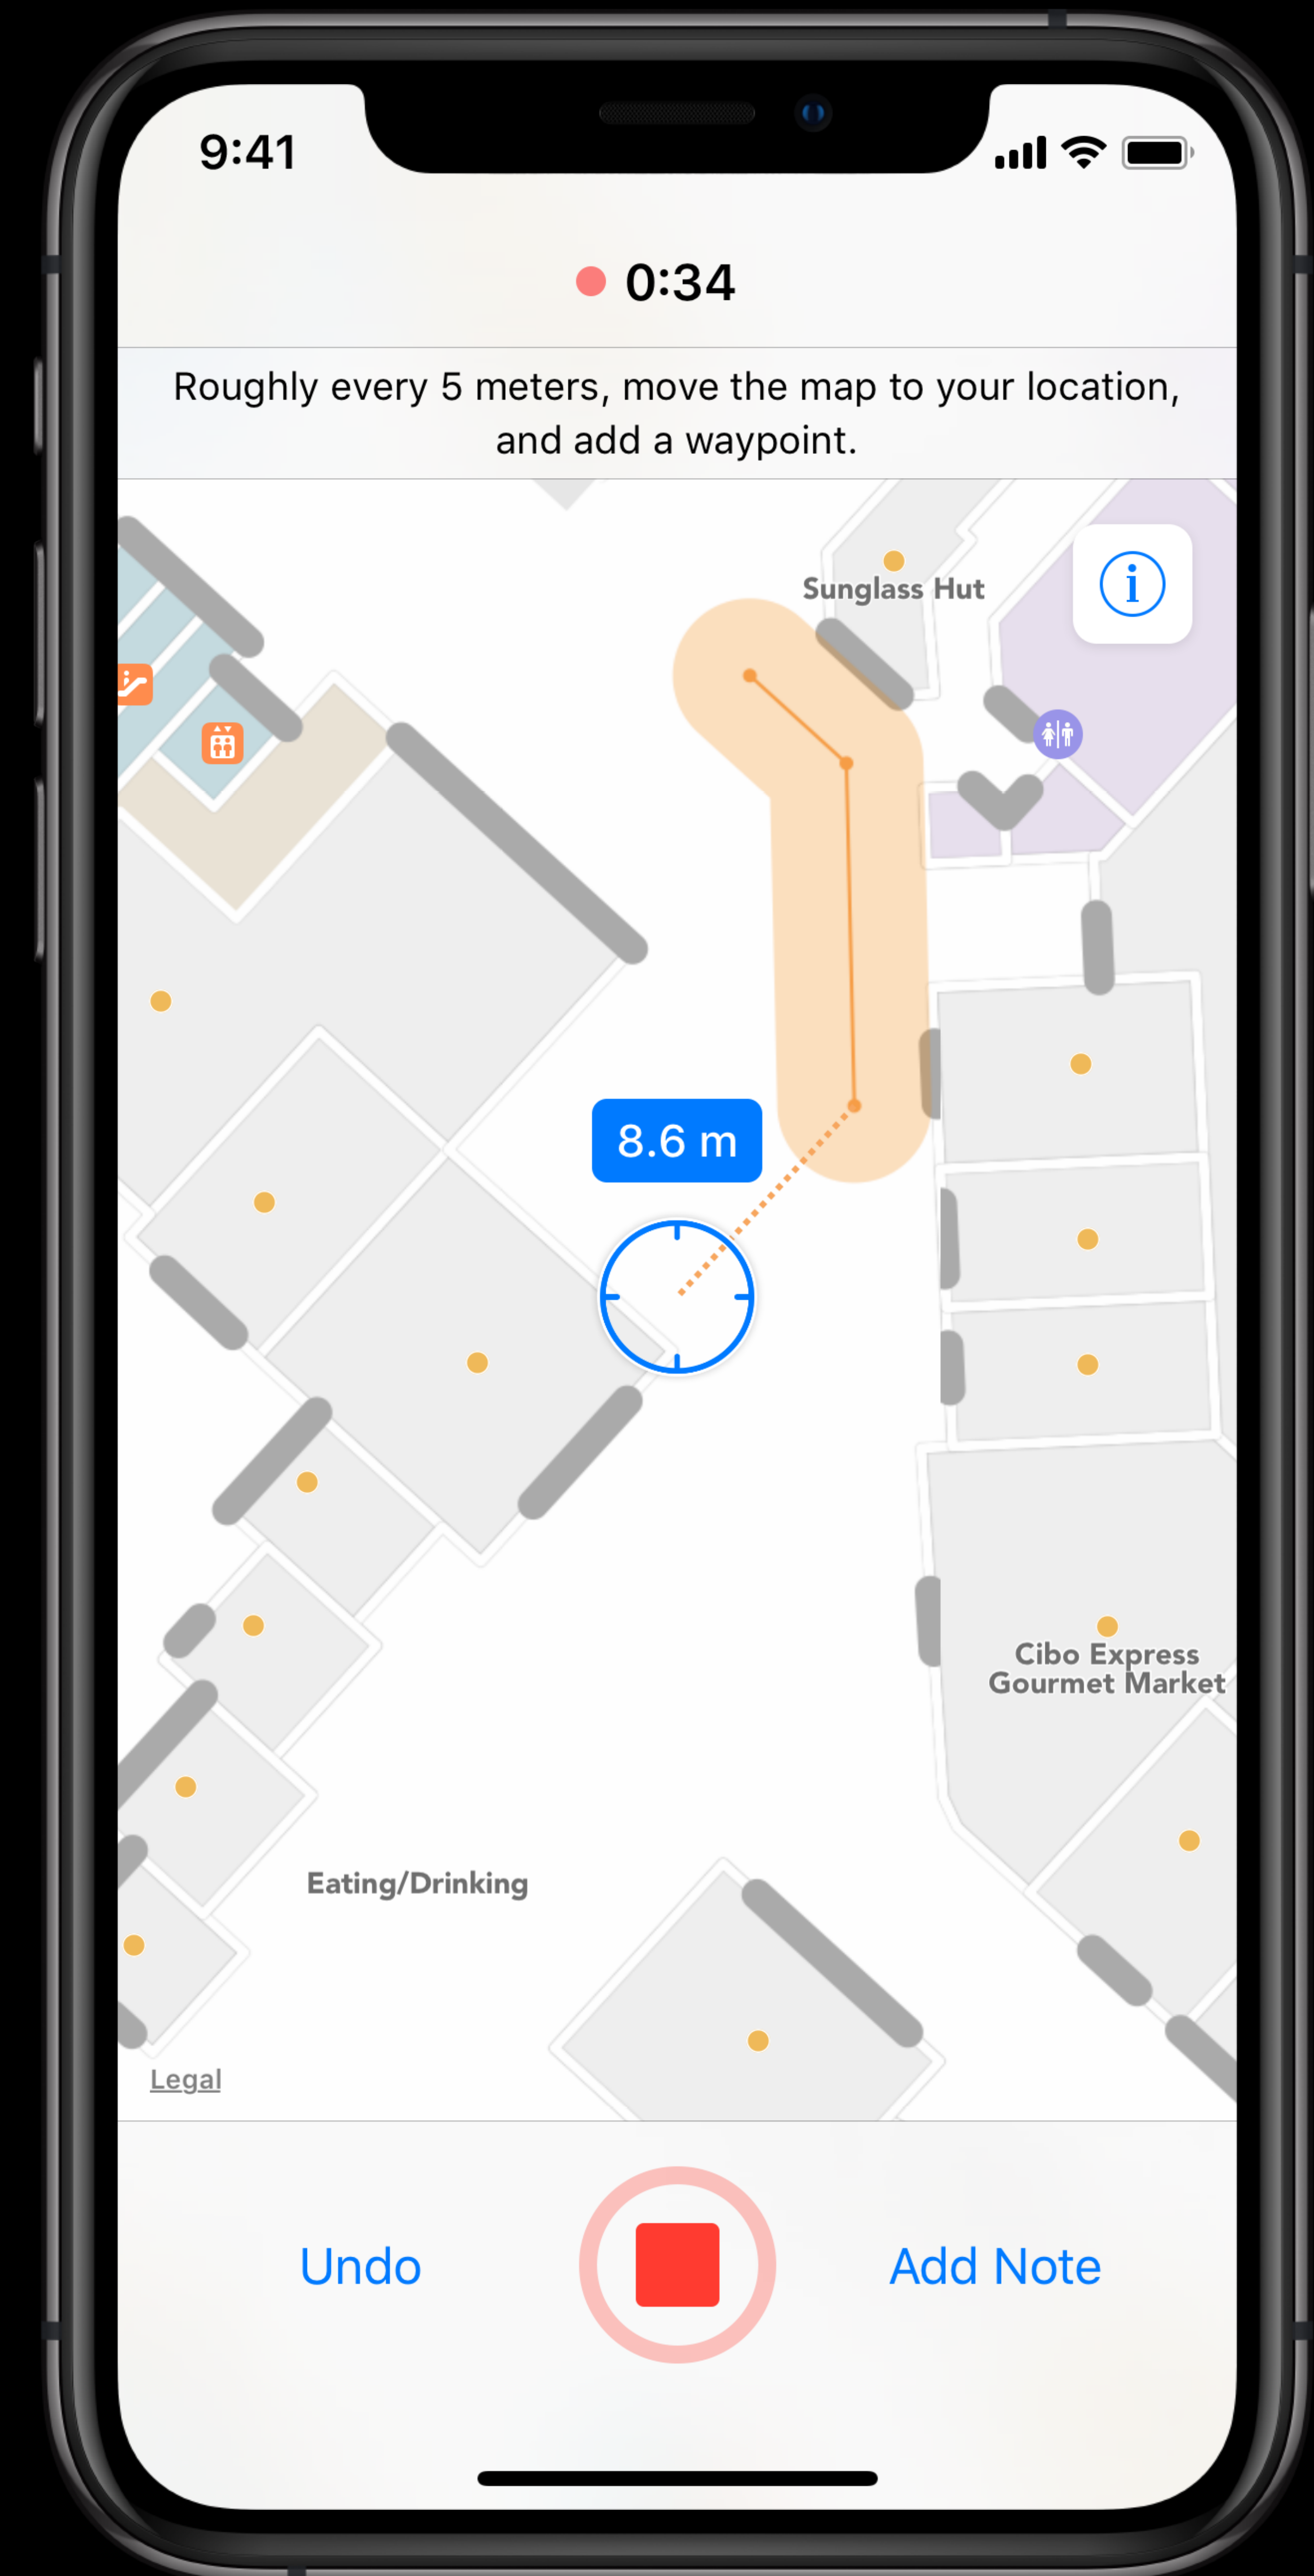 9:41
0:34
Roughly every 5 meters, move the map to your location,
and add a waypoint.
Sunglass Hut
8.6 m
Cibo Express
Gourmet Market
Eating/Drinking
Legal
Undo
Add Note